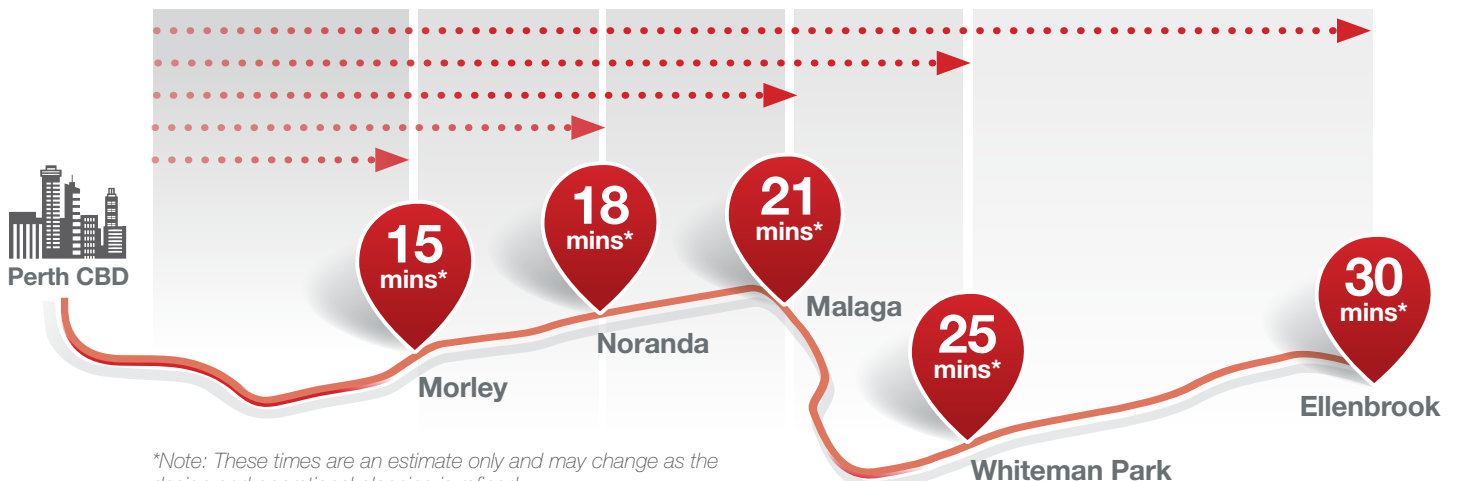 Perth CBD
15
mins*
Morley
18
mins*
Noranda
21
mins*
Malaga
25
mins*
Whiteman Park
30
mins*
Ellenbrook
*Note: These times are an estimate only and may change as the